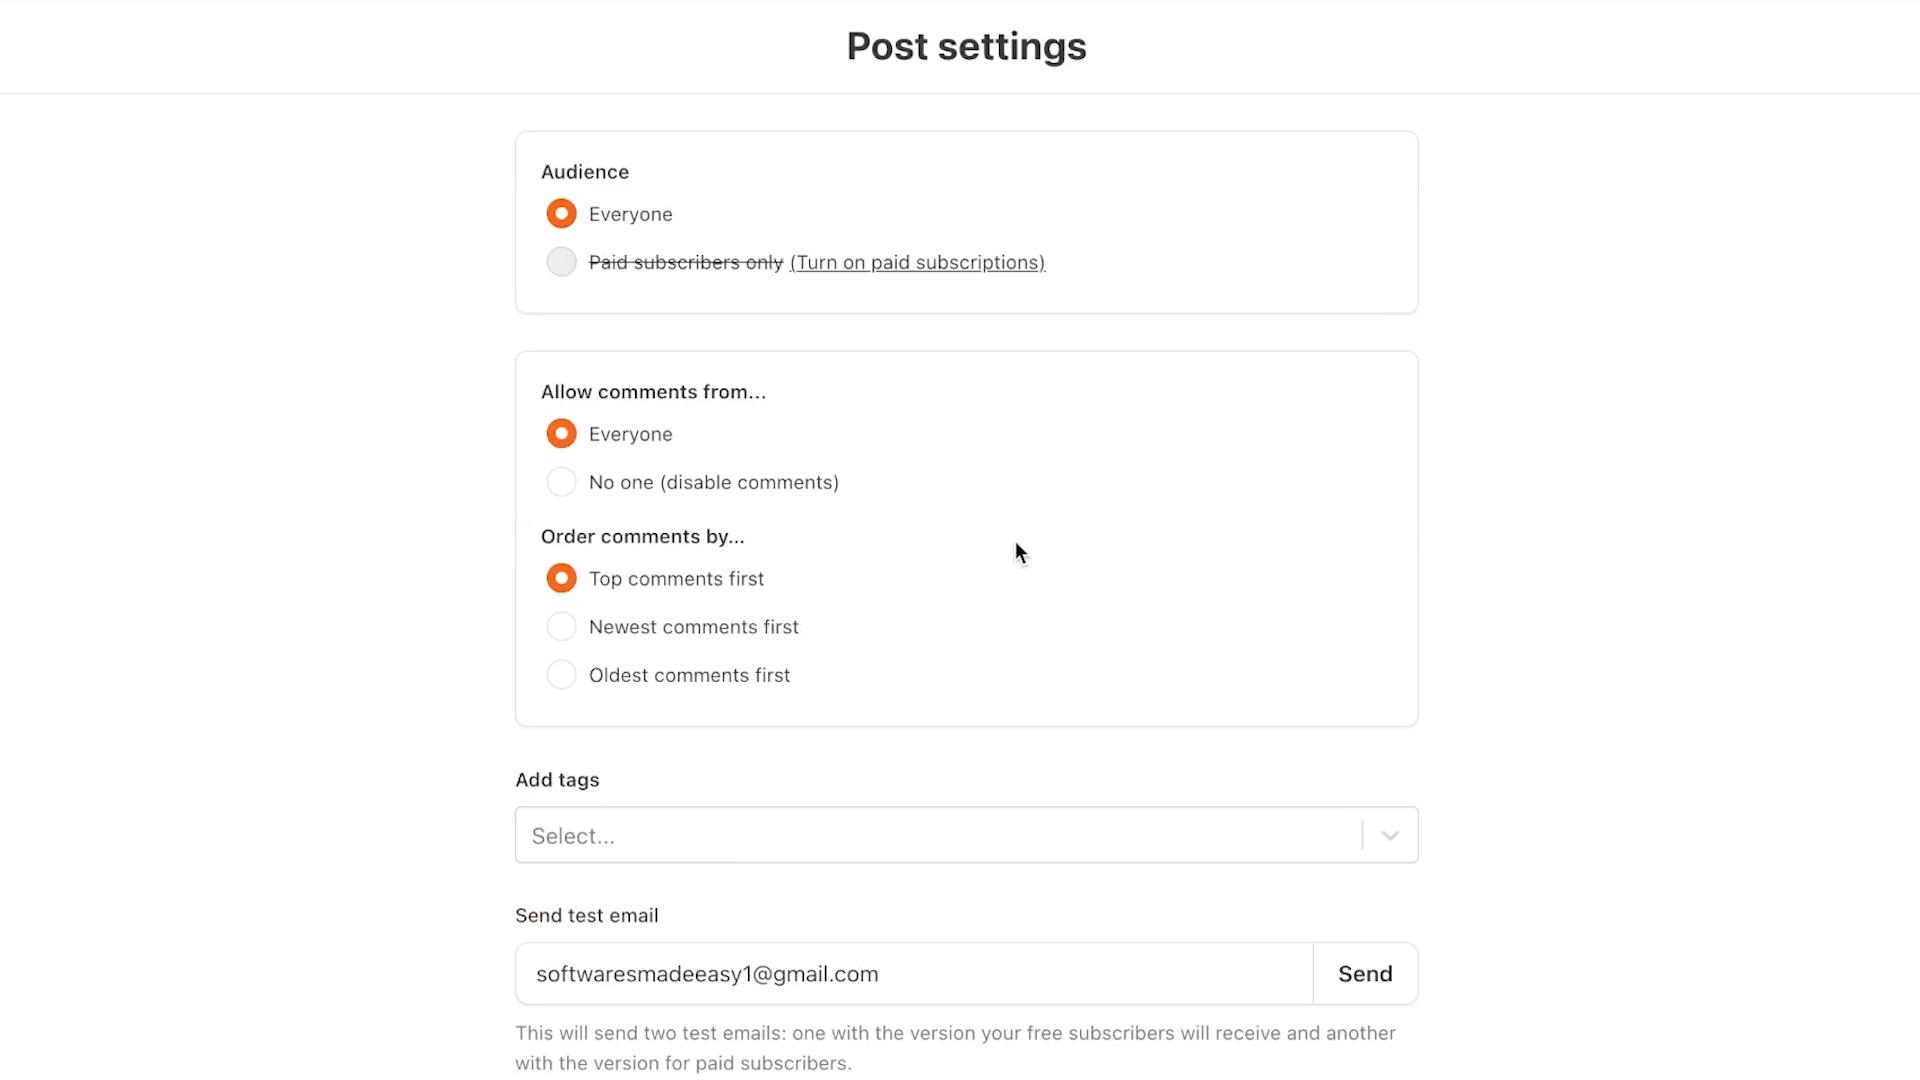 Post settings
Audience
Everyone
Paid subscribers only (Turn on paid subscriptions)
Allow comments from...
Everyone
No one (disable comments)
Order comments by...
Top comments first
Newest comments first
Oldest comments first
Add tags
Select...
Send test email
softwaresmadeeasy1@gmail.com
Send
This will send two test emails: one with the version your free subscribers will receive and another
with the version for paid subscribers.